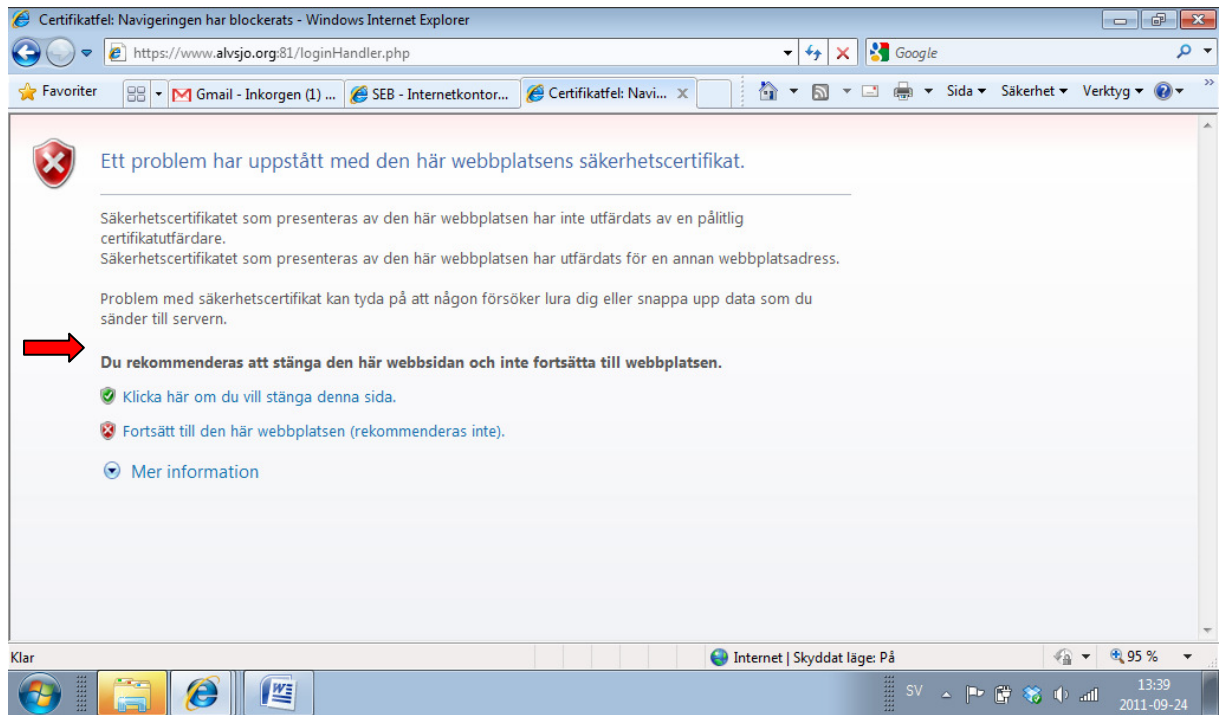 Certifikatfel: Navigeringen har blockerats - Windows Internet Explorer
https://www.alvsjo.org:81/loginHandler.php
Google
Favoriter
Gmail - Inkorgen (1) ...
SEB - Internetkontor...
Certifikatfel: Navi...
Sida
Säkerhet
Verktyg
Ett problem har uppstått med den här webbplatsens säkerhetscertifikat.
Säkerhetscertifikatet som presenteras av den här webbplatsen har inte utfärdats av en pålitlig
certifikatutfärdare.
Säkerhetscertifikatet som presenteras av den här webbplatsen har utfärdats för en annan webbplatsadress.
Problem med säkerhetscertifikat kan tyda på att någon försöker lura dig eller snappa upp data som du
sänder till servern.
Du rekommenderas att stänga den här webbsidan och inte fortsätta till webbplatsen.
Klicka här om du vill stänga denna sida.
Fortsätt till den här webbplatsen (rekommenderas inte).
Mer information
Klar
Internet | Skyddat läge: På
95 %
SV
13:39
2011-09-24